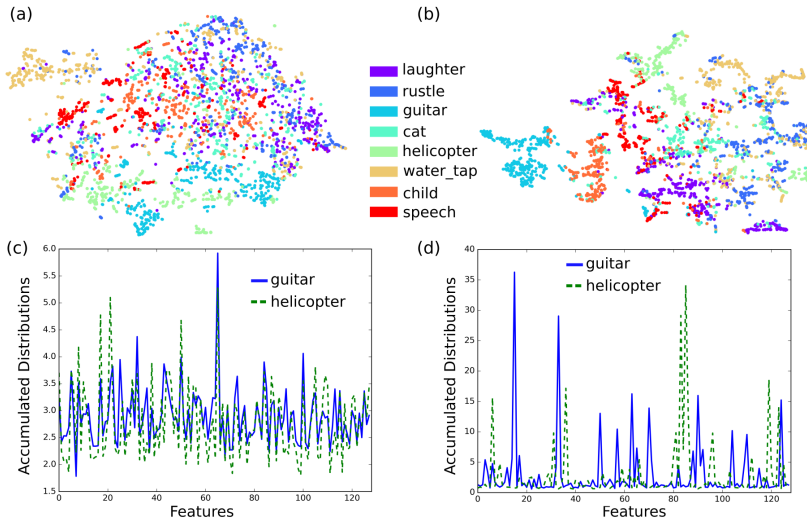 (a)
(b)
laughter
rustle
guitar
cat
helicopter
water_tap
child
speech
(c)
(d)
6.0
5.5
5.0
4.5
4.0
3.5
3.0
2.5
2.0
1.5
Accumulated Distributions
guitar
helicopter
0 20 40 60 80 100 120
Features
40
35
30
25
20
15
10
5
0
Accumulated Distributions
guitar
helicopter
0 20 40 60 80 100 120
Features